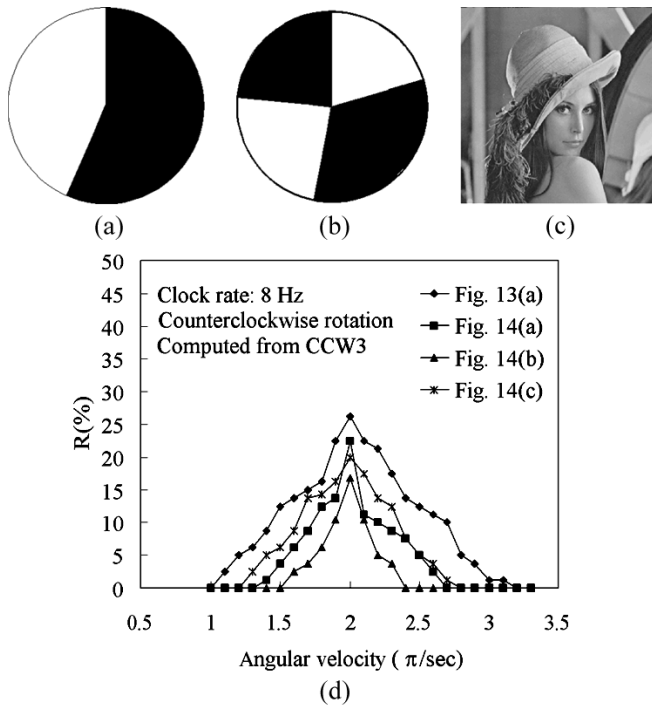 (a) (b) (c)
50
45
40
35
30
25
20
15
10
5
0
R(%)
Clock rate: 8 Hz
Counterclockwise rotation
Computed from CCW3
Fig. 13(a)
Fig. 14(a)
Fig. 14(b)
Fig. 14(c)
0.5 1 1.5 2 2.5 3 3.5
Angular velocity ( π/sec)
(d)